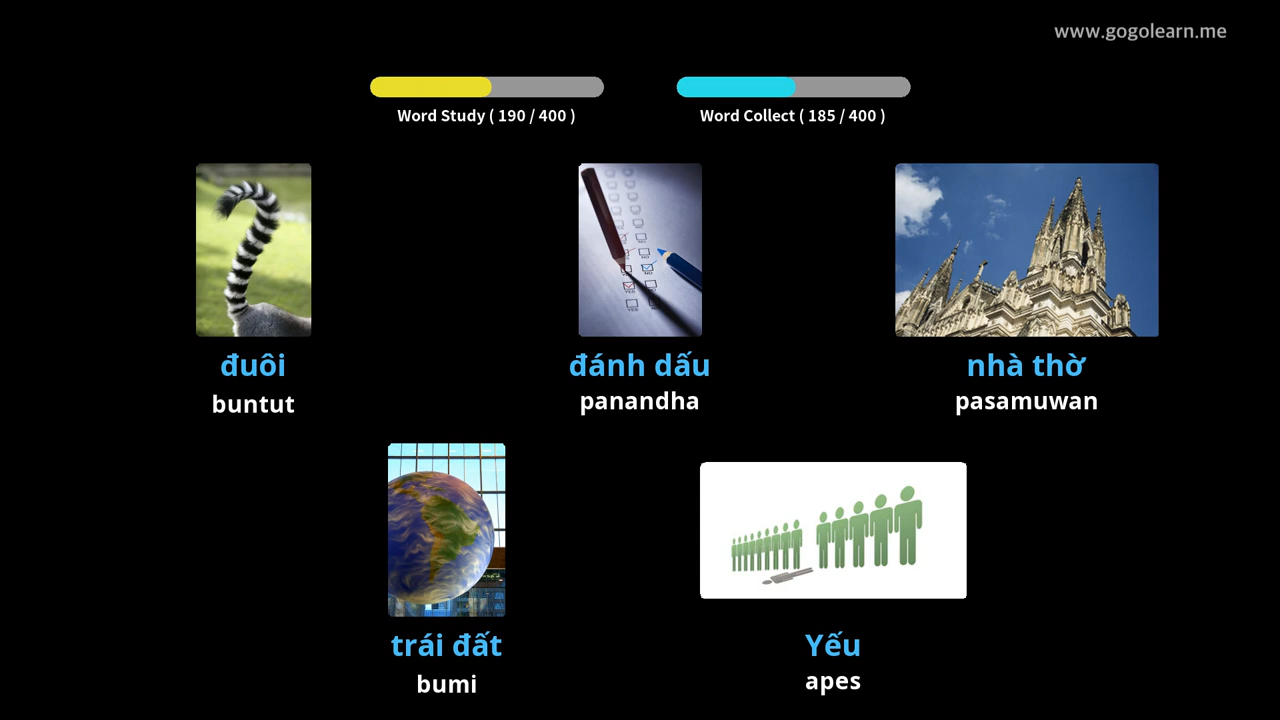 www.gogolearn.me
Word Study ( 190 / 400 )
Word Collect ( 185 / 400 )
đuôi
buntut
đánh dấu
panandha
nhà thờ
pasamuwan
trái đất
bumi
Yếu
apes